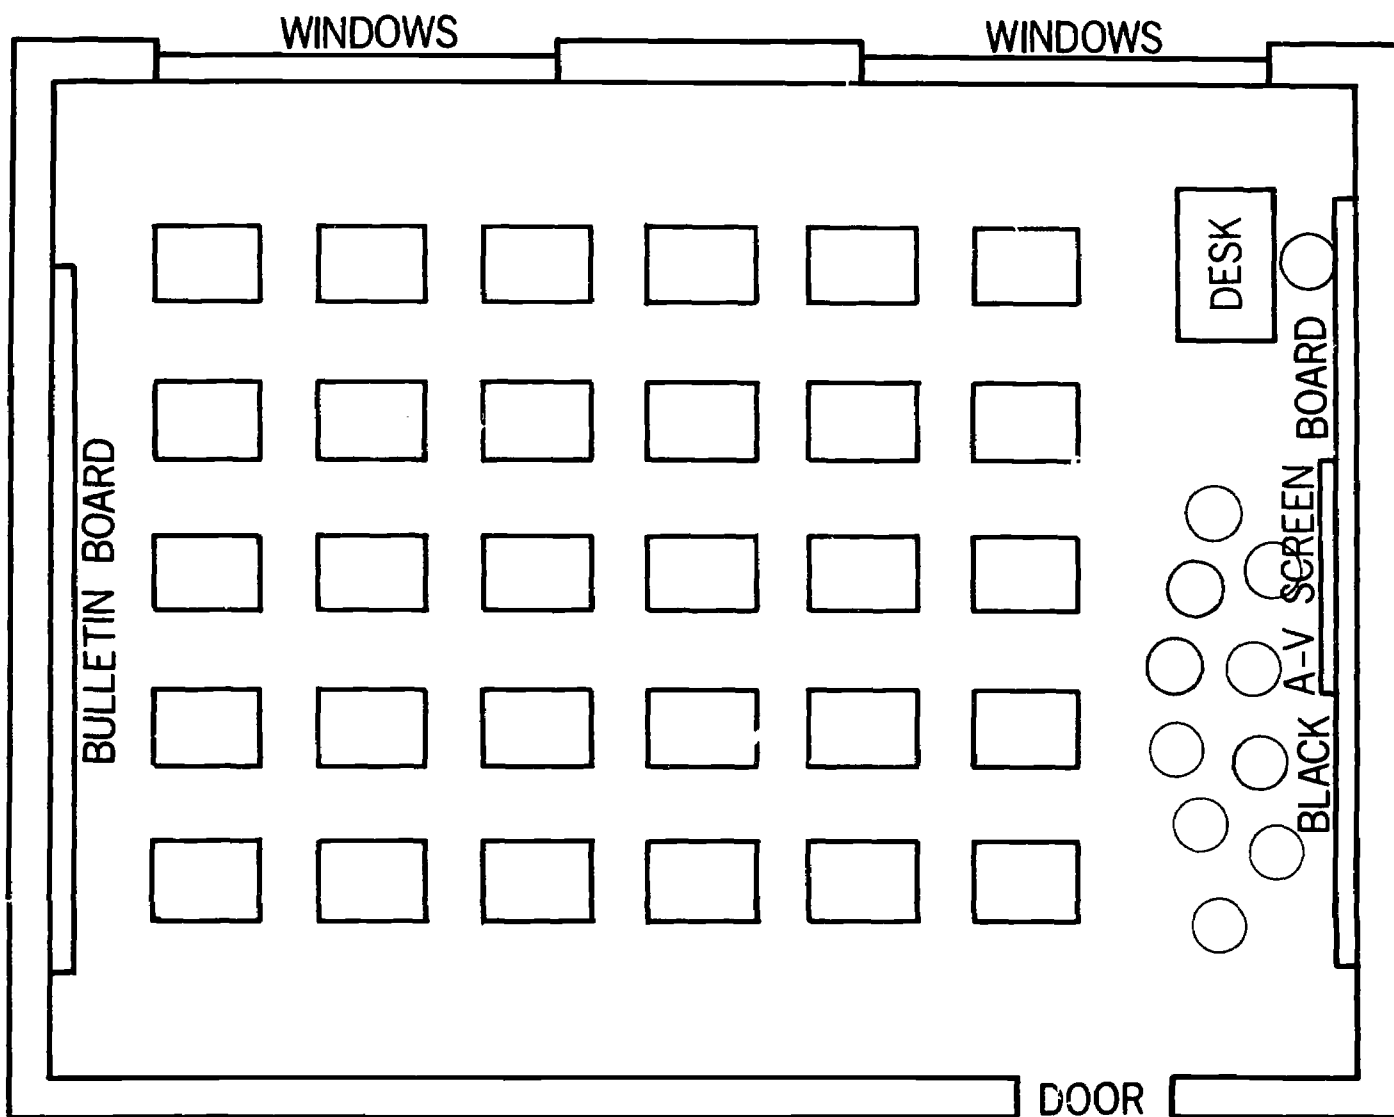 WINDOWS
WINDOWS
DESK
BULLETIN BOARD
BLACK BOARD
A-V SCREEN
DOOR